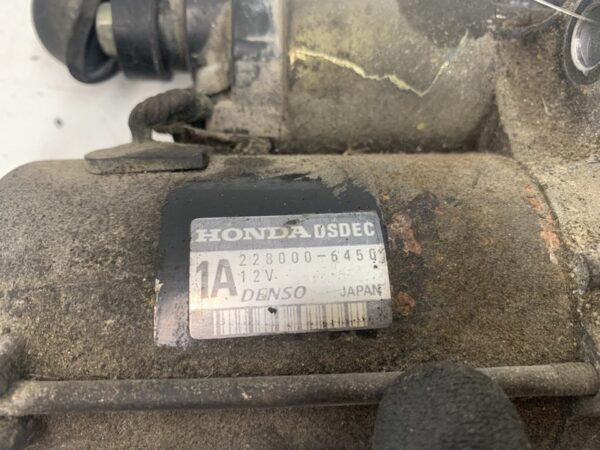 HONDA DSDEC
228000-6450
1A 12V
DENSO JAPAN